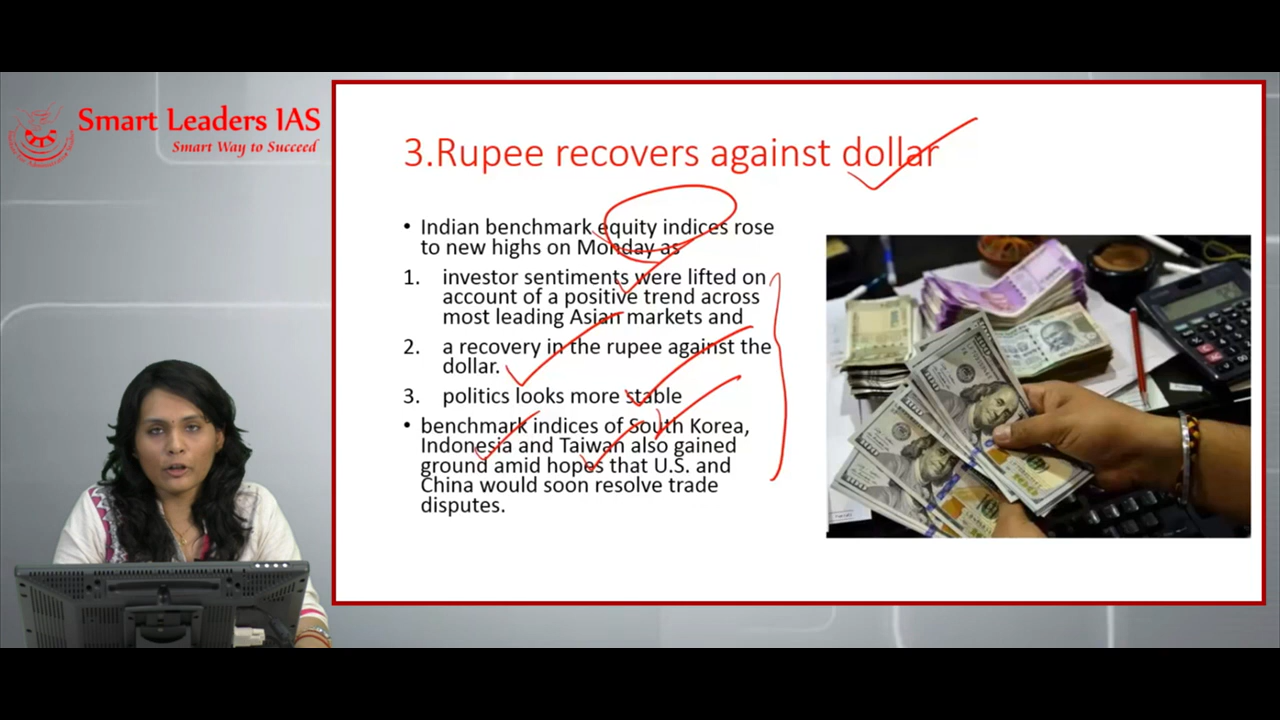 Smart Leaders IAS
Smart Way to Succeed
3.Rupee recovers against dollar
• Indian benchmark equity indices rose
to new highs on Monday as
1. investor sentiments were lifted on
account of a positive trend across
most leading Asian markets and
2. a recovery in the rupee against the
dollar.
3. politics looks more stable
• benchmark indices of South Korea,
Indonesia and Taiwan also gained
ground amid hopes that U.S. and
China would soon resolve trade
disputes.